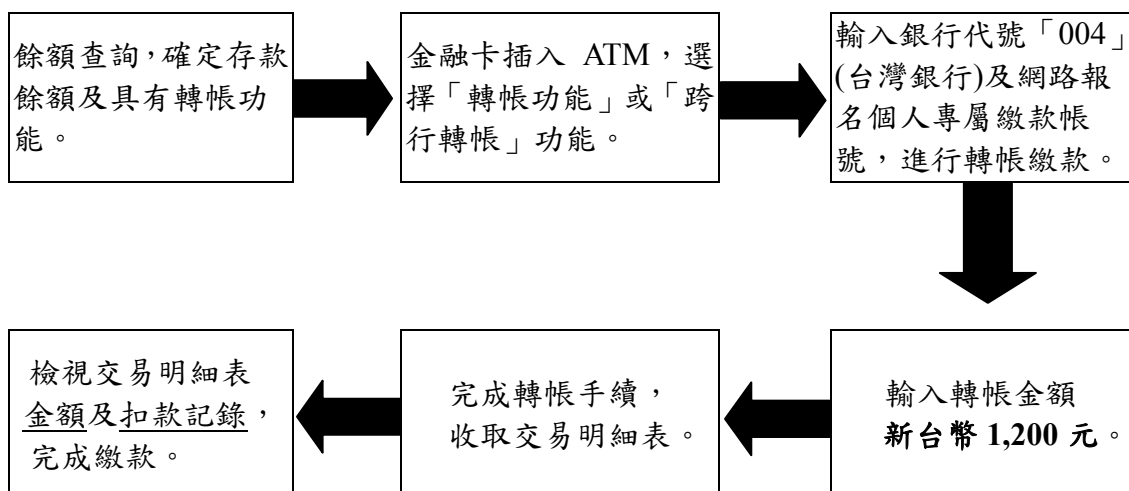 餘額查詢，確定存款
餘額及具有轉帳功
能。
金融卡插入 ATM，選
擇「轉帳功能」或「跨
行轉帳」功能。
輸入銀行代號「004」
(台灣銀行)及網路報
名個人專屬繳款帳
號，進行轉帳繳款。
輸入轉帳金額
新台幣 1,200 元。
完成轉帳手續，
收取交易明細表。
檢視交易明細表
金額及扣款記錄，
完成繳款。